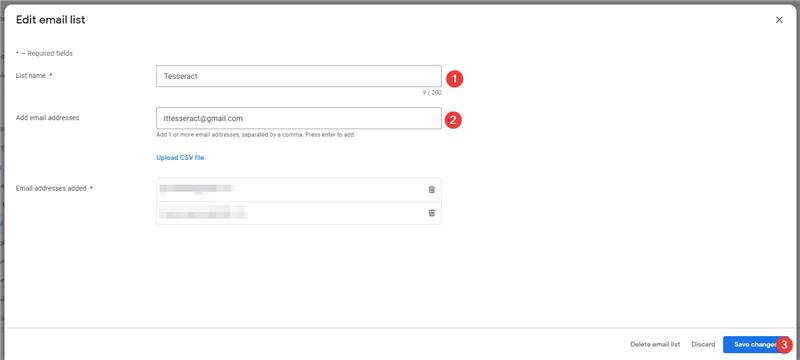 Edit email list
* – Required fields
List name *
Tesseract
1
9 / 200
Add email addresses
ittesseract@gmail.com
2
Add 1 or more email addresses, separated by a comma. Press enter to add.
Upload CSV file
Email addresses added *
Delete email list
Discard
Save changes
3